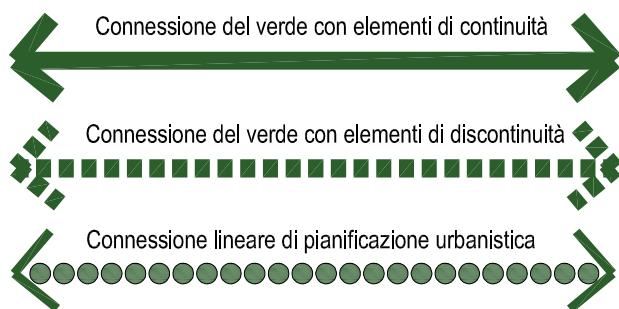 Connessione del verde con elementi di continuità
Connessione del verde con elementi di discontinuità
Connessione lineare di pianificazione urbanistica